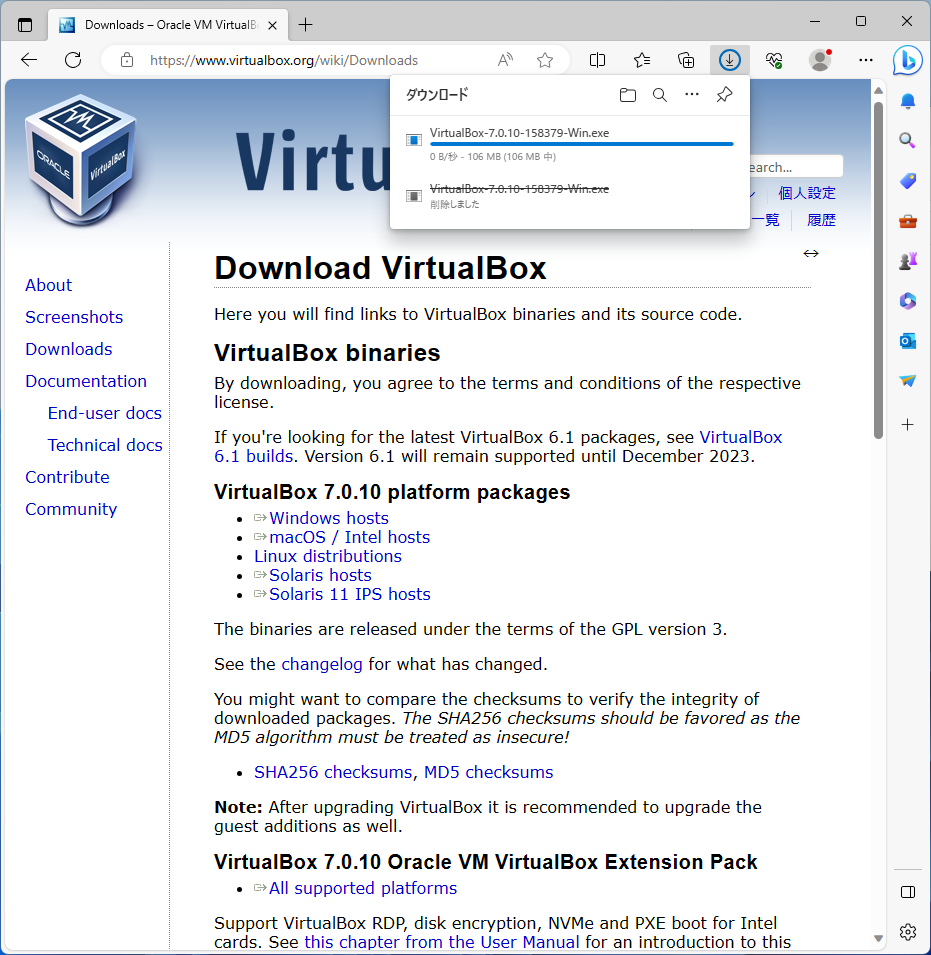 Downloads – Oracle VM VirtualB
https://www.virtualbox.org/wiki/Downloads
ダウンロード
VirtualBox-7.0.10-158379-Win.exe
0 B/秒 - 106 MB (106 MB 中)
VirtualBox-7.0.10-158379-Win.exe
削除しました
ORACLE
VirtualBox
Virtu
earch...
個人設定
一覧
履歴
About
Screenshots
Downloads
Documentation
End-user docs
Technical docs
Contribute
Community
Download VirtualBox
Here you will find links to VirtualBox binaries and its source code.
VirtualBox binaries
By downloading, you agree to the terms and conditions of the respective
license.
If you're looking for the latest VirtualBox 6.1 packages, see VirtualBox
6.1 builds. Version 6.1 will remain supported until December 2023.
VirtualBox 7.0.10 platform packages
Windows hosts
macOS / Intel hosts
Linux distributions
Solaris hosts
Solaris 11 IPS hosts
The binaries are released under the terms of the GPL version 3.
See the changelog for what has changed.
You might want to compare the checksums to verify the integrity of
downloaded packages. The SHA256 checksums should be favored as the
MD5 algorithm must be treated as insecure!
SHA256 checksums, MD5 checksums
Note: After upgrading VirtualBox it is recommended to upgrade the
guest additions as well.
VirtualBox 7.0.10 Oracle VM VirtualBox Extension Pack
All supported platforms
Support VirtualBox RDP, disk encryption, NVMe and PXE boot for Intel
cards. See this chapter from the User Manual for an introduction to this